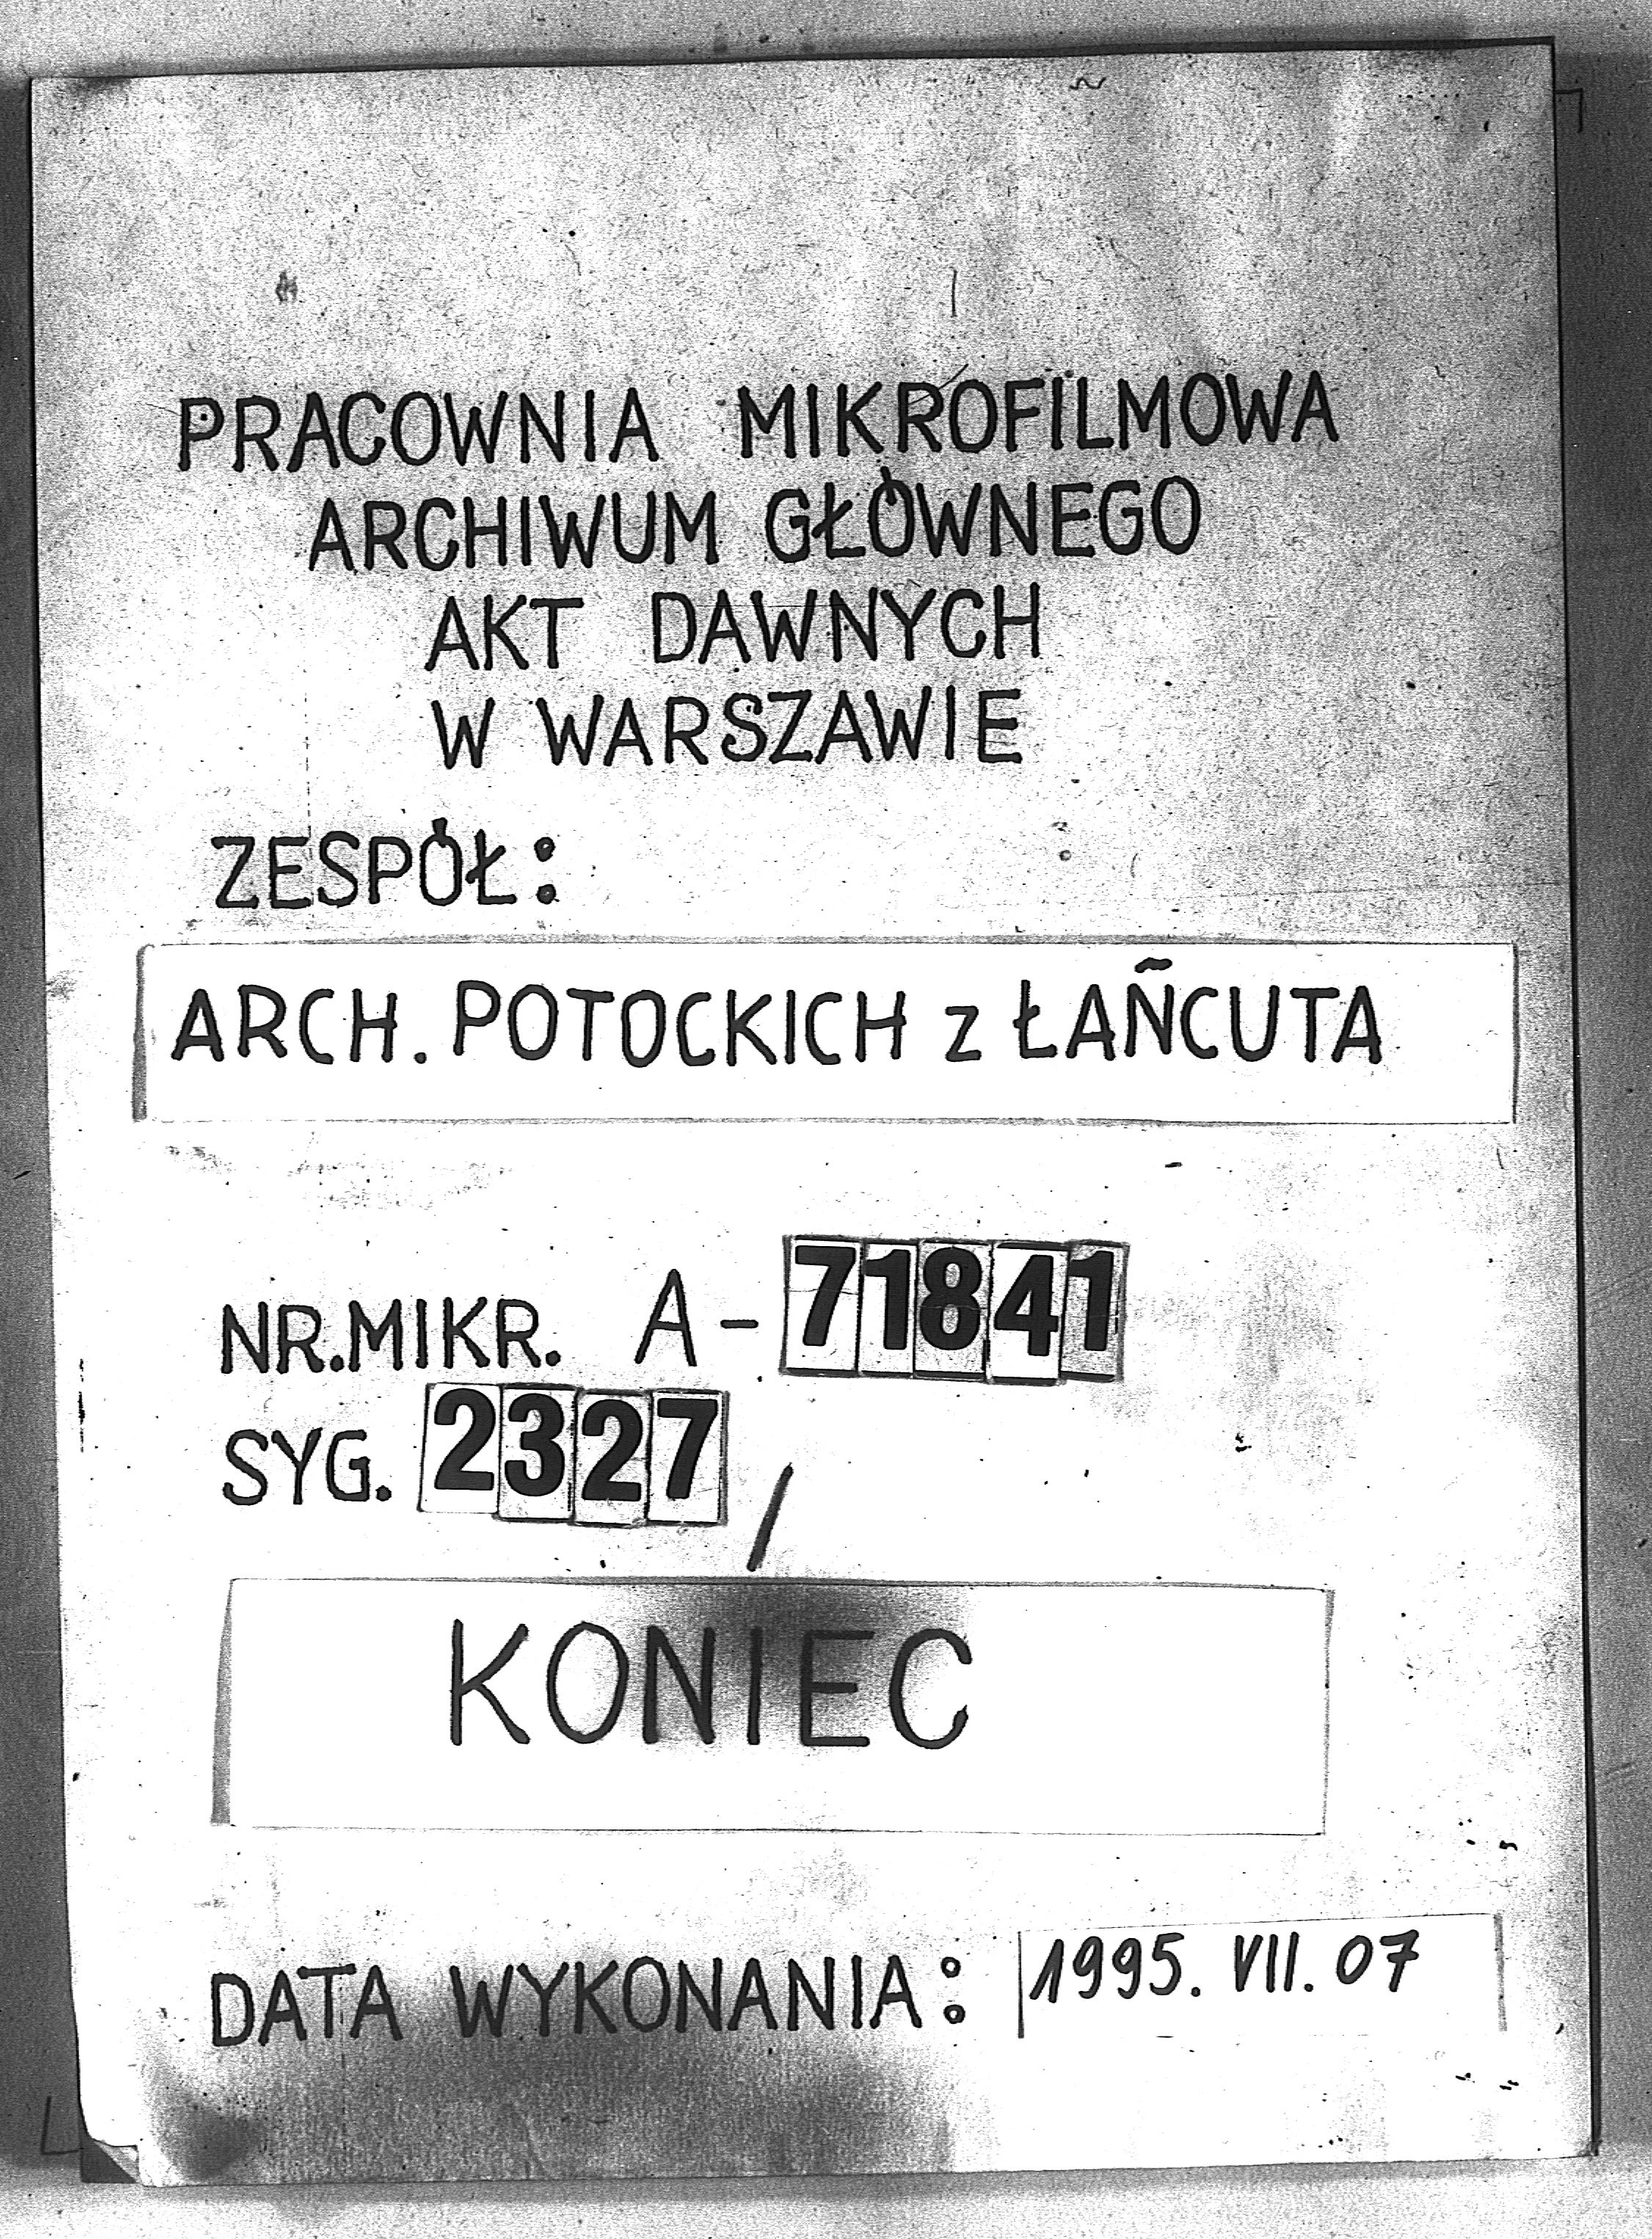 PRACOWNIA MIKROFILMOWA
ARCHIWUM GŁÓWNEGO
AKT DAWNYCH
W WARSZAWIE
ZESPÓŁ:
ARCH. POTOCKICH z ŁAŃCUTA
NR.MIKR. A-71841
SYG. 2327/
KONIEC
DATA WYKONANIA: 1995. VII. 07